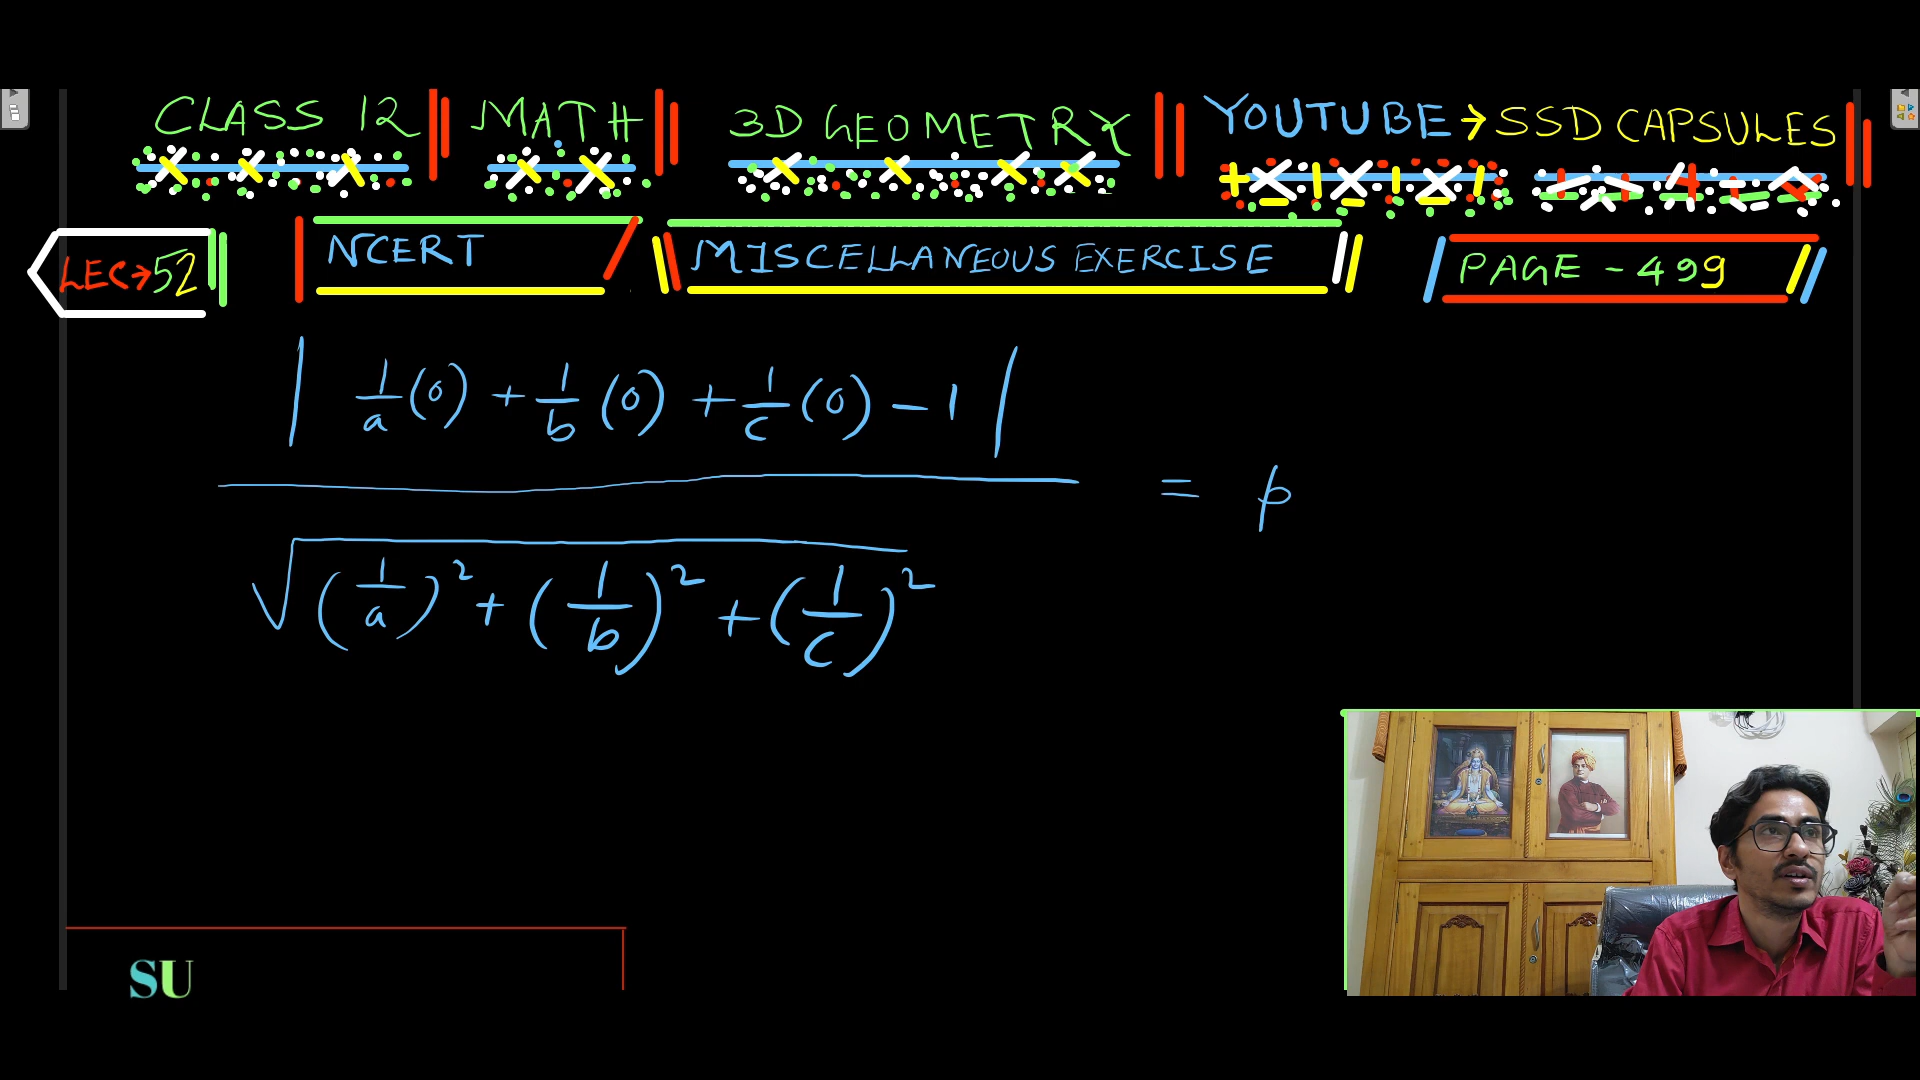 CLASS 12 || MATH || 3D GEOMETRY || YOUTUBE → SSD CAPSULES ||
LEC→52 NCERT MISCELLANEOUS EXERCISE PAGE - 499
| 1/a (0) + 1/b (0) + 1/c (0) - 1 |
= p
√(1/a)² + (1/b)² + (1/c)²
SU